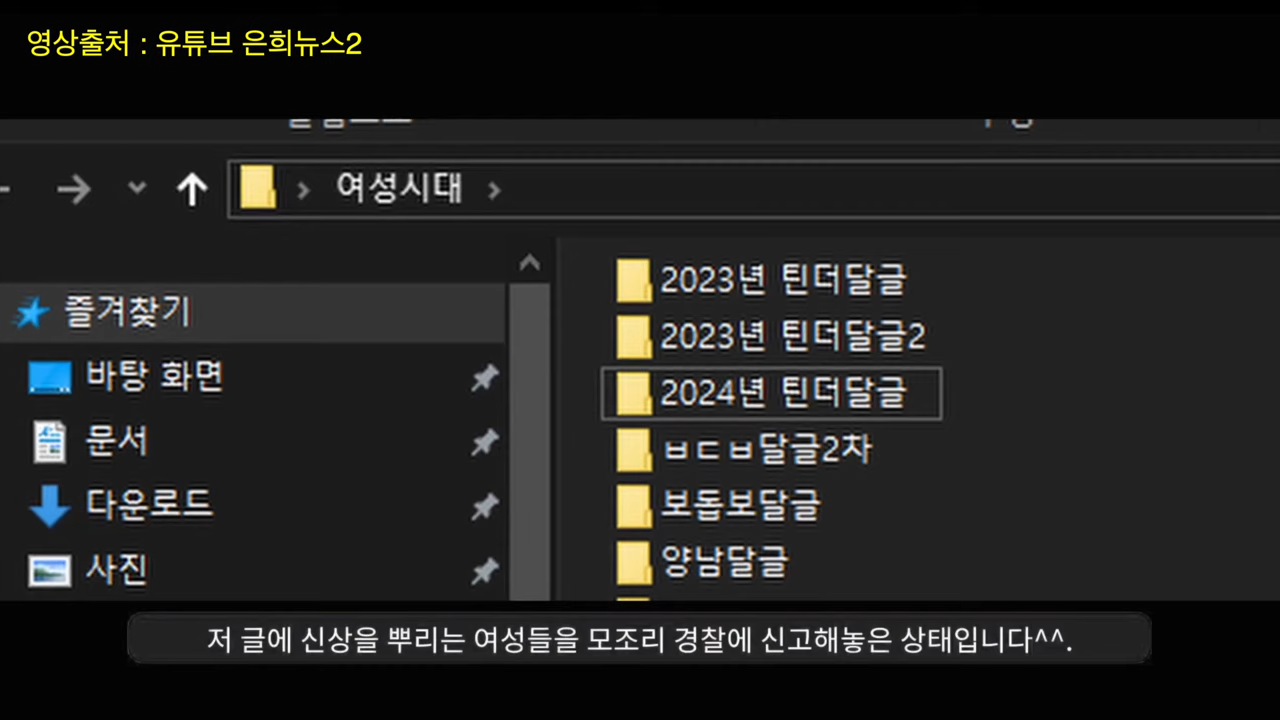 영상출처 : 유튜브 은희뉴스2
여성시대
즐겨찾기
바탕 화면
문서
다운로드
사진
2023년 틴더달글
2023년 틴더달글2
2024년 틴더달글
ㅂㄷㅂ달글2차
보돕보달글
양남달글
저 글에 신상을 뿌리는 여성들을 모조리 경찰에 신고해놓은 상태입니다^^.